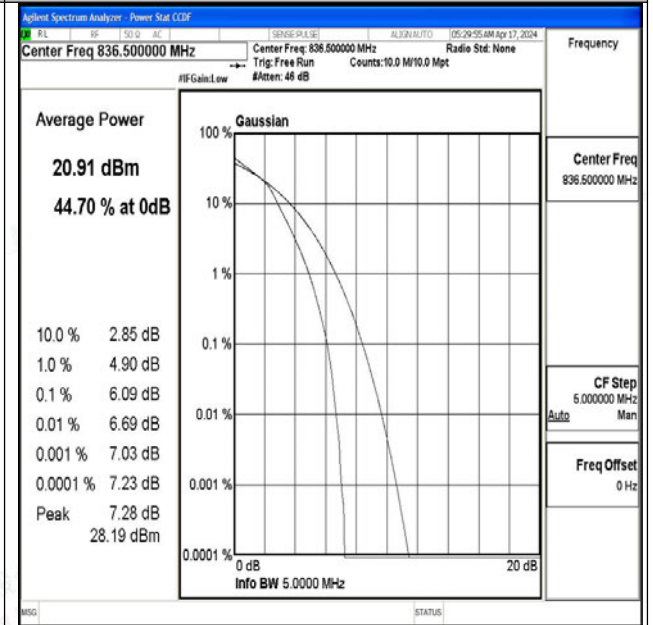 Agilent Spectrum Analyzer - Power Stat CCDF
RL RF 50 Ω AC SENSE:PULSE ALIGN AUTO 05:29:55 AM Apr 17, 2024
Center Freq 836.500000 MHz
Center Freq: 836.500000 MHz Radio Std: None
Trig: Free Run Counts:10.0 M/10.0 Mpt
#IFGain:Low #Atten: 46 dB
Frequency
Average Power
20.91 dBm
44.70 % at 0dB
10.0 % 2.85 dB
1.0 % 4.90 dB
0.1 % 6.09 dB
0.01 % 6.69 dB
0.001 % 7.03 dB
0.0001 % 7.23 dB
Peak 7.28 dB
28.19 dBm
Gaussian
100 %
10 %
1 %
0.1 %
0.01 %
0.001 %
0.0001 %
0 dB 20 dB
Info BW 5.0000 MHz
Center Freq
836.500000 MHz
CF Step
5.000000 MHz
Auto Man
Freq Offset
0 Hz
MSG STATUS